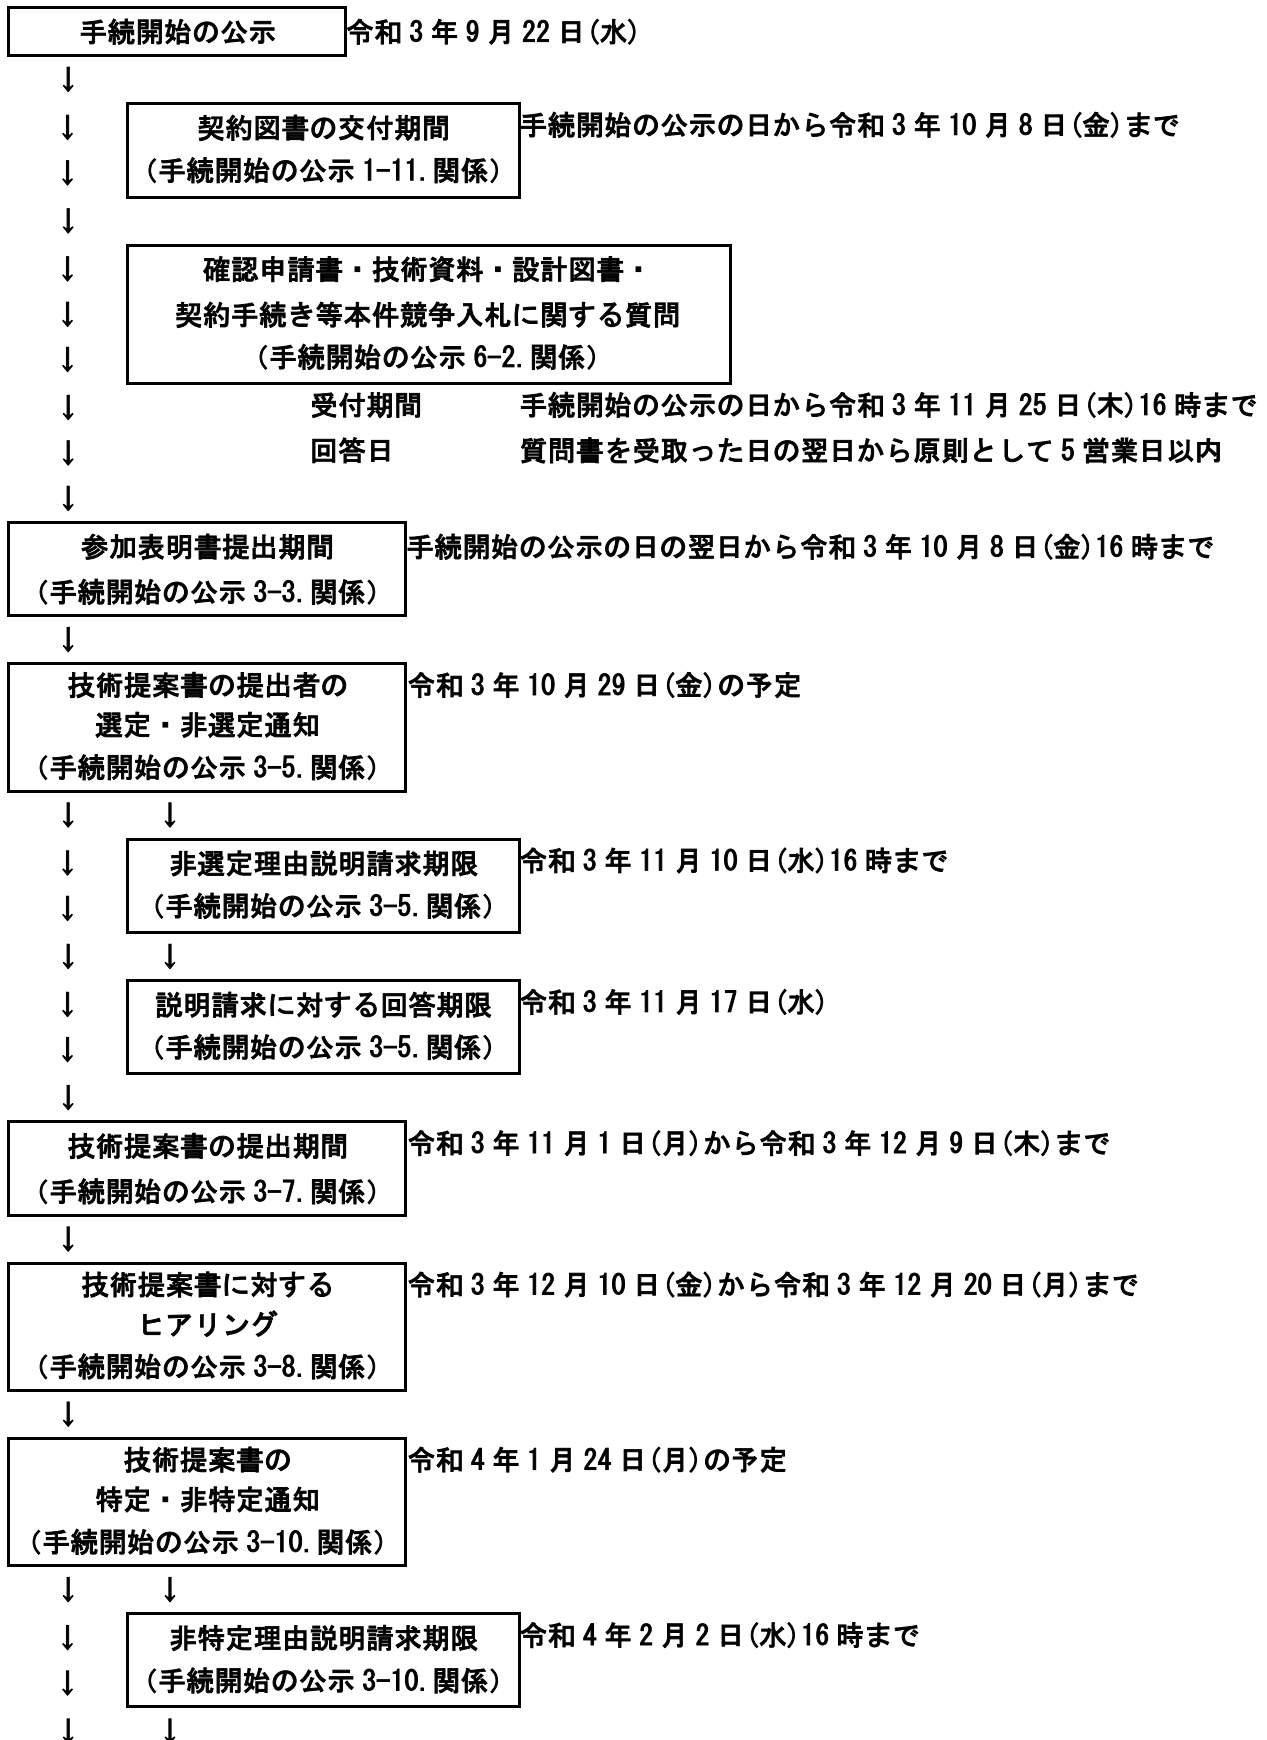 手続開始の公示 令和3年9月22日(水)
↓
↓ 契約図書の交付期間 手続開始の公示の日から令和3年10月8日(金)まで
↓ (手続開始の公示1-11.関係)
↓
↓ 確認申請書・技術資料・設計図書・
↓ 契約手続き等本件競争入札に関する質問
↓ (手続開始の公示6-2.関係)
↓ 受付期間 手続開始の公示の日から令和3年11月25日(木)16時まで
↓ 回答日 質問書を受取った日の翌日から原則として5営業日以内
↓
参加表明書提出期間 手続開始の公示の日の翌日から令和3年10月8日(金)16時まで
(手続開始の公示3-3.関係)
↓
技術提案書の提出者の 令和3年10月29日(金)の予定
選定・非選定通知
(手続開始の公示3-5.関係)
↓ ↓
↓ 非選定理由説明請求期限 令和3年11月10日(水)16時まで
↓ (手続開始の公示3-5.関係)
↓ ↓
↓ 説明請求に対する回答期限 令和3年11月17日(水)
↓ (手続開始の公示3-5.関係)
↓
技術提案書の提出期間 令和3年11月1日(月)から令和3年12月9日(木)まで
(手続開始の公示3-7.関係)
↓
技術提案書に対する 令和3年12月10日(金)から令和3年12月20日(月)まで
ヒアリング
(手続開始の公示3-8.関係)
↓
技術提案書の 令和4年1月24日(月)の予定
特定・非特定通知
(手続開始の公示3-10.関係)
↓ ↓
↓ 非特定理由説明請求期限 令和4年2月2日(水)16時まで
↓ (手続開始の公示3-10.関係)
↓ ↓